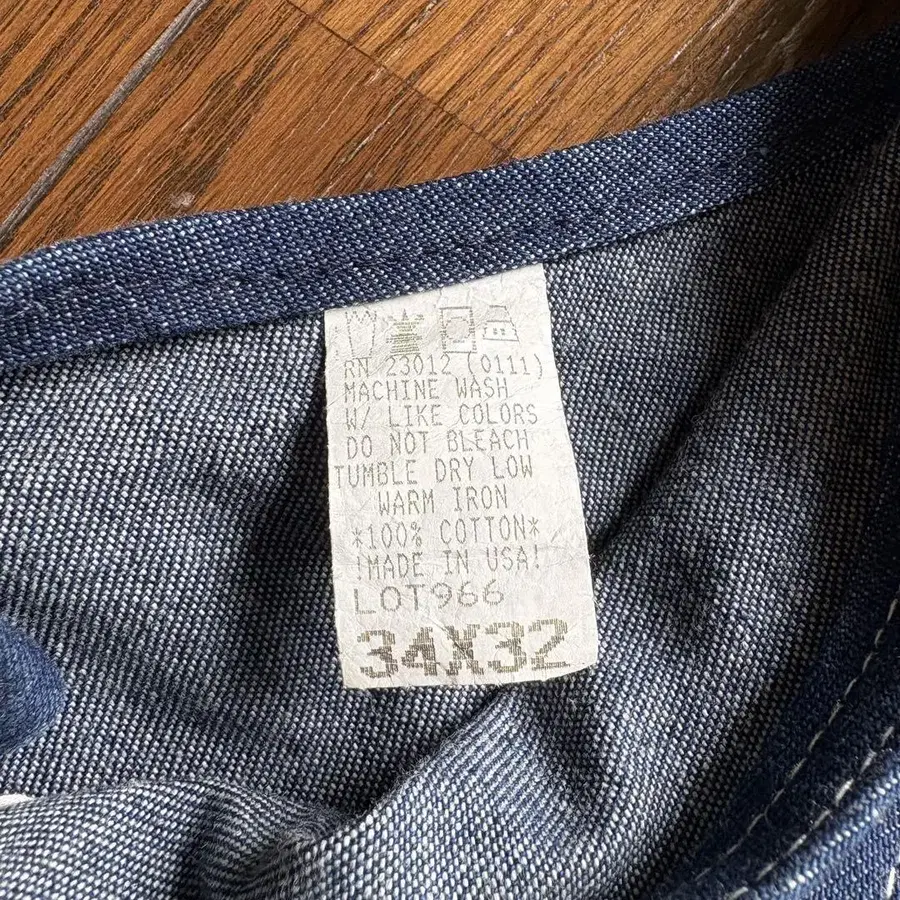 RN 23012 (0111)
MACHINE WASH
W/ LIKE COLORS
DO NOT BLEACH
TUMBLE DRY LOW
WARM IRON
*100% COTTON*
!MADE IN USA!
LOT966
34X32